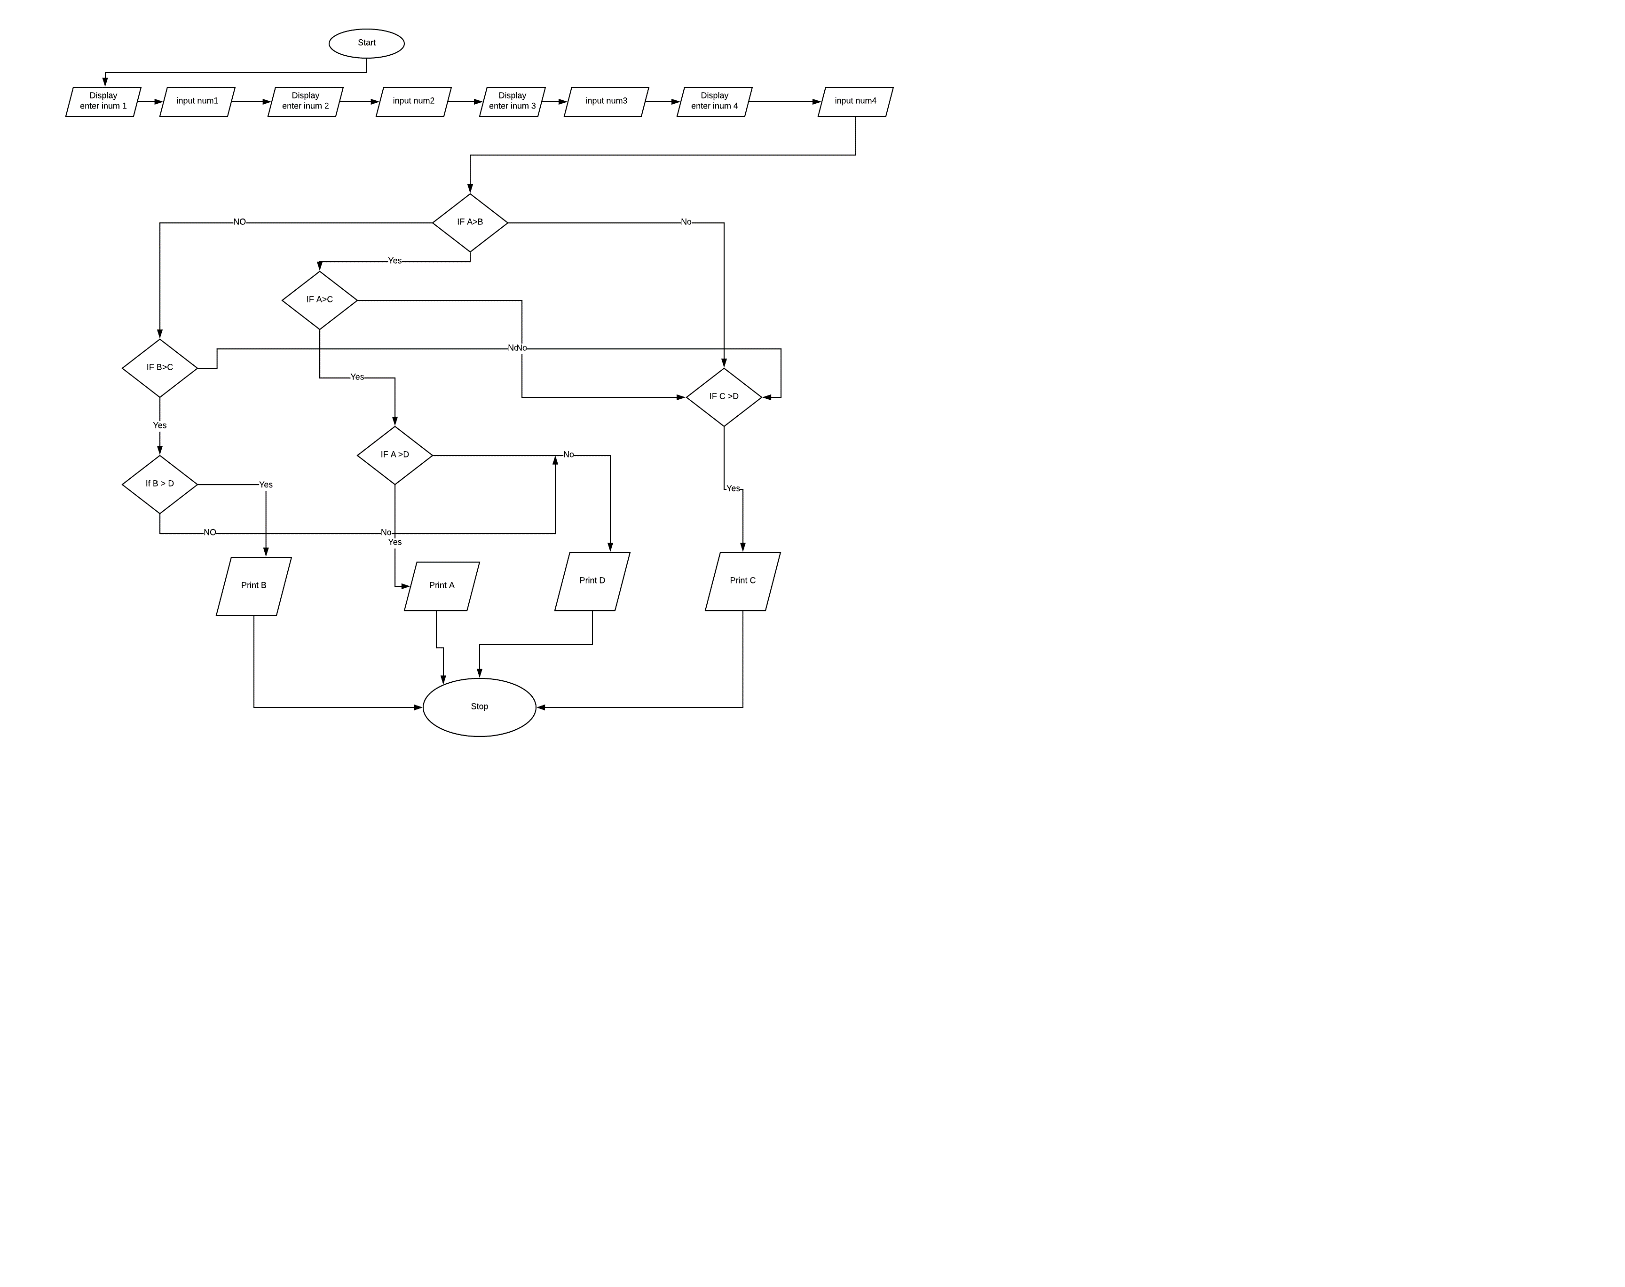 Start
Display
enter inum 1
input num1
Display
enter inum 2
input num2
Display
enter inum 3
input num3
Display
enter inum 4
input num4
IF A>B
NO
No
Yes
IF A>C
No
No
IF B>C
Yes
IF C >D
Yes
IF A >D
No
If B > D
Yes
Yes
NO
No
Yes
Print B
Print A
Print D
Print C
Stop